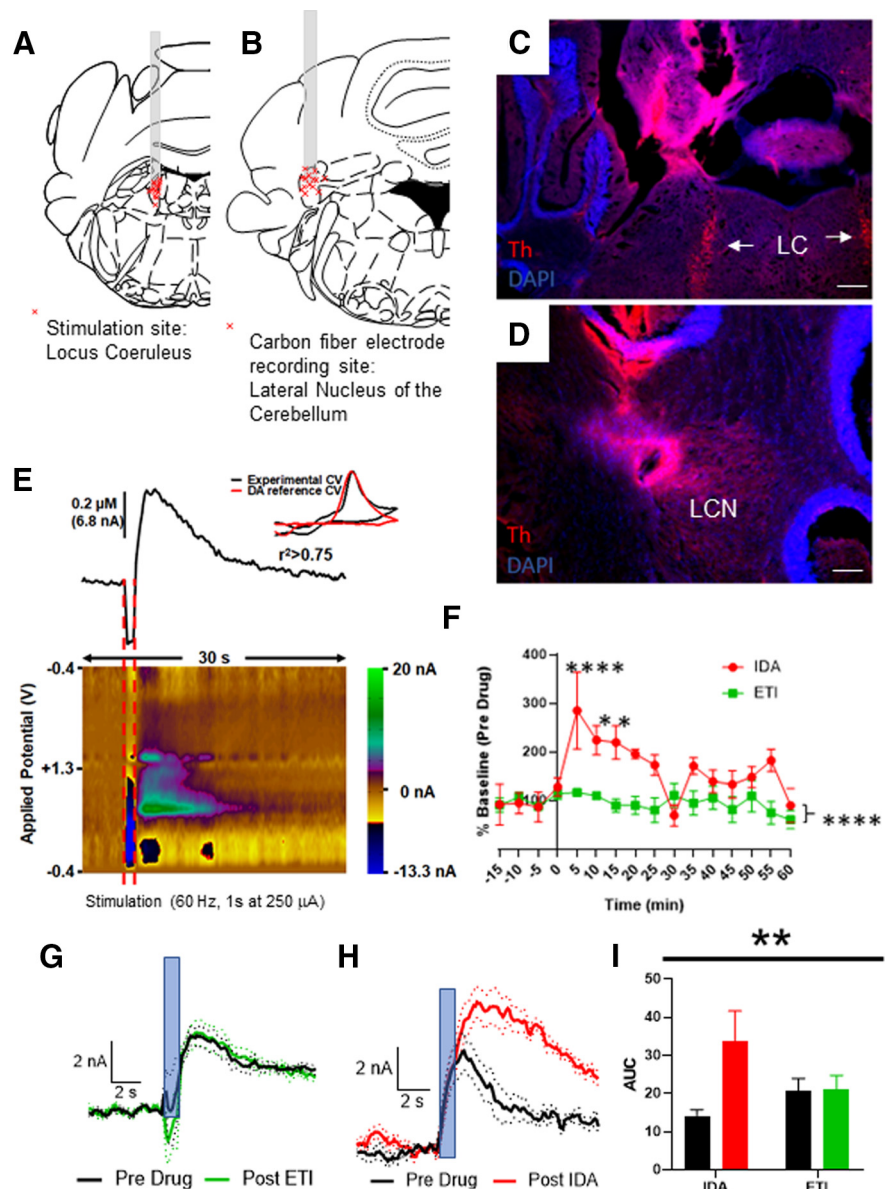 A
B
× Stimulation site:
Locus Coeruleus
× Carbon fiber electrode
recording site:
Lateral Nucleus of the
Cerebellum
C
Th
DAPI
LC
D
Th
DAPI
LCN
E
0.2 µM
(6.8 nA)
Experimental CV
DA reference CV
r²>0.75
30 s
Applied Potential (V)
-0.4
+1.3
-0.4
20 nA
0 nA
-13.3 nA
Stimulation (60 Hz, 1s at 250 µA)
F
% Baseline (Pre Drug)
400
300
200
100
****
**
IDA
ETI
****
-15 -10 -5 0 5 10 15 20 25 30 35 40 45 50 55 60
Time (min)
G
2 nA
2 s
Pre Drug Post ETI
H
2 nA
2 s
Pre Drug Post IDA
I
**
AUC
50
40
30
20
10
0
IDA ETI